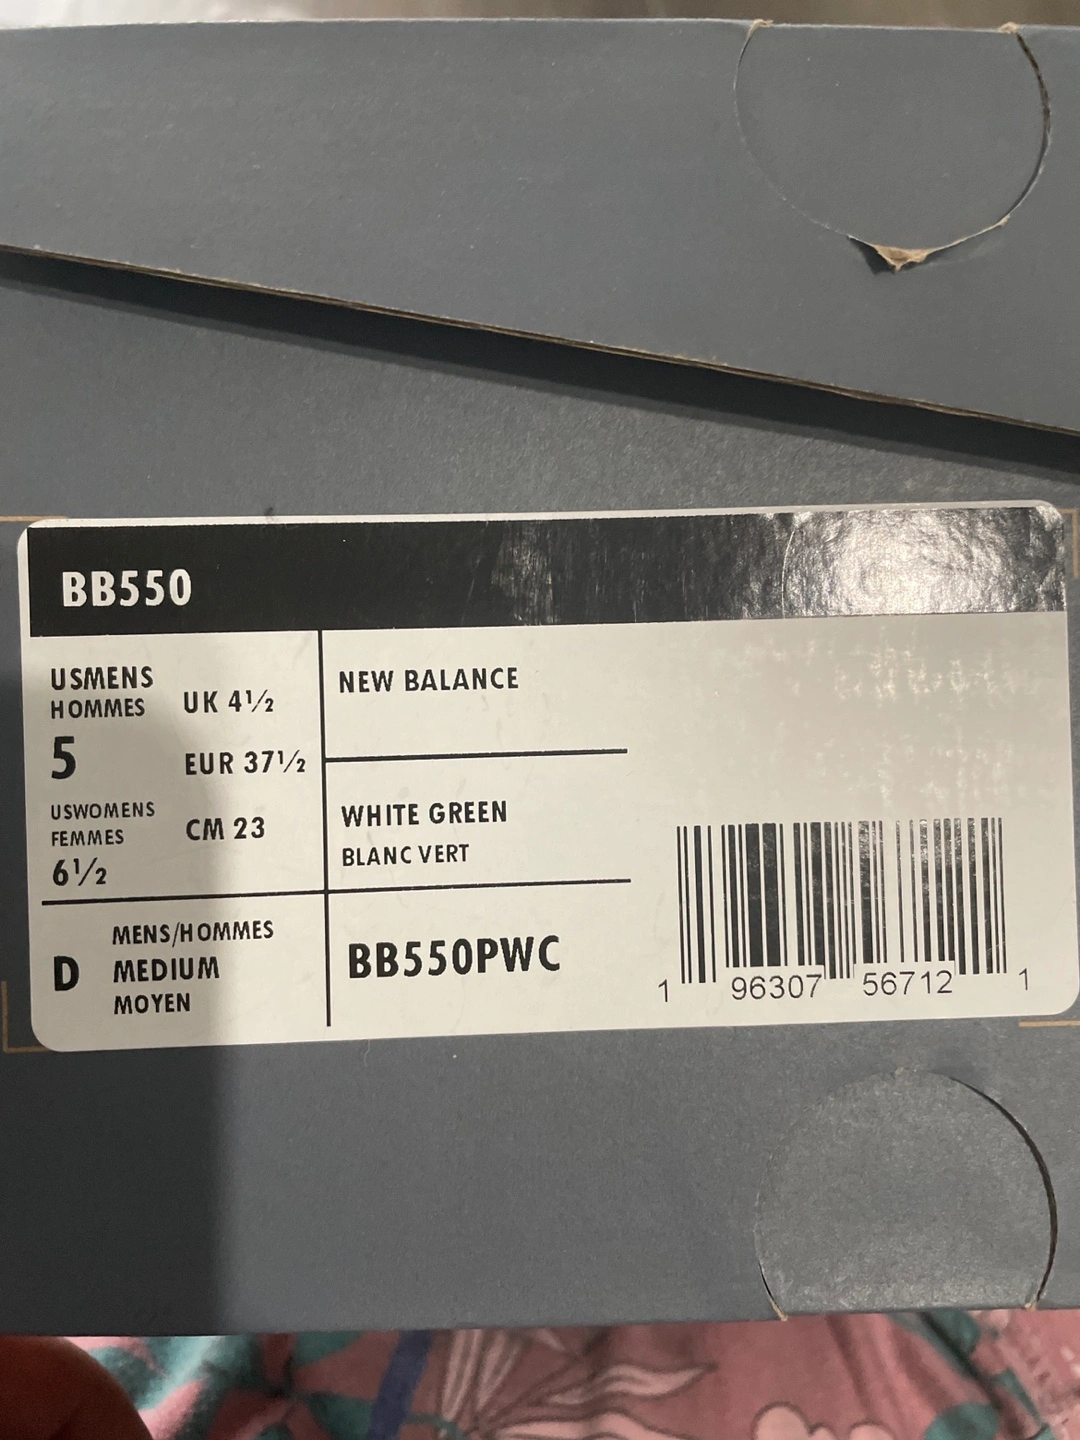 BB550
USMENS
HOMMES
5
UK 4½
EUR 37½
USWOMENS
FEMMES
6½
CM 23
NEW BALANCE
WHITE GREEN
BLANC VERT
D
MENS/HOMMES
MEDIUM
MOYEN
BB550PWC
1 96307 56712 1